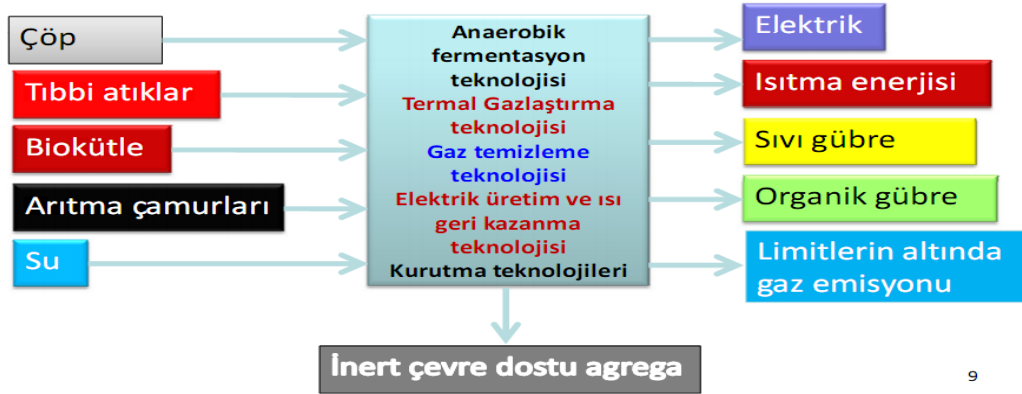 Çöp
Tıbbi atıklar
Biokütle
Arıtma çamurları
Su
Anaerobik
fermentasyon
teknolojisi
Termal Gazlaştırma
teknolojisi
Gaz temizleme
teknolojisi
Elektrik üretim ve ısı
geri kazanma
teknolojisi
Kurutma teknolojileri
Elektrik
Isıtma enerjisi
Sıvı gübre
Organik gübre
Limitlerin altında
gaz emisyonu
İnert çevre dostu agrega
9